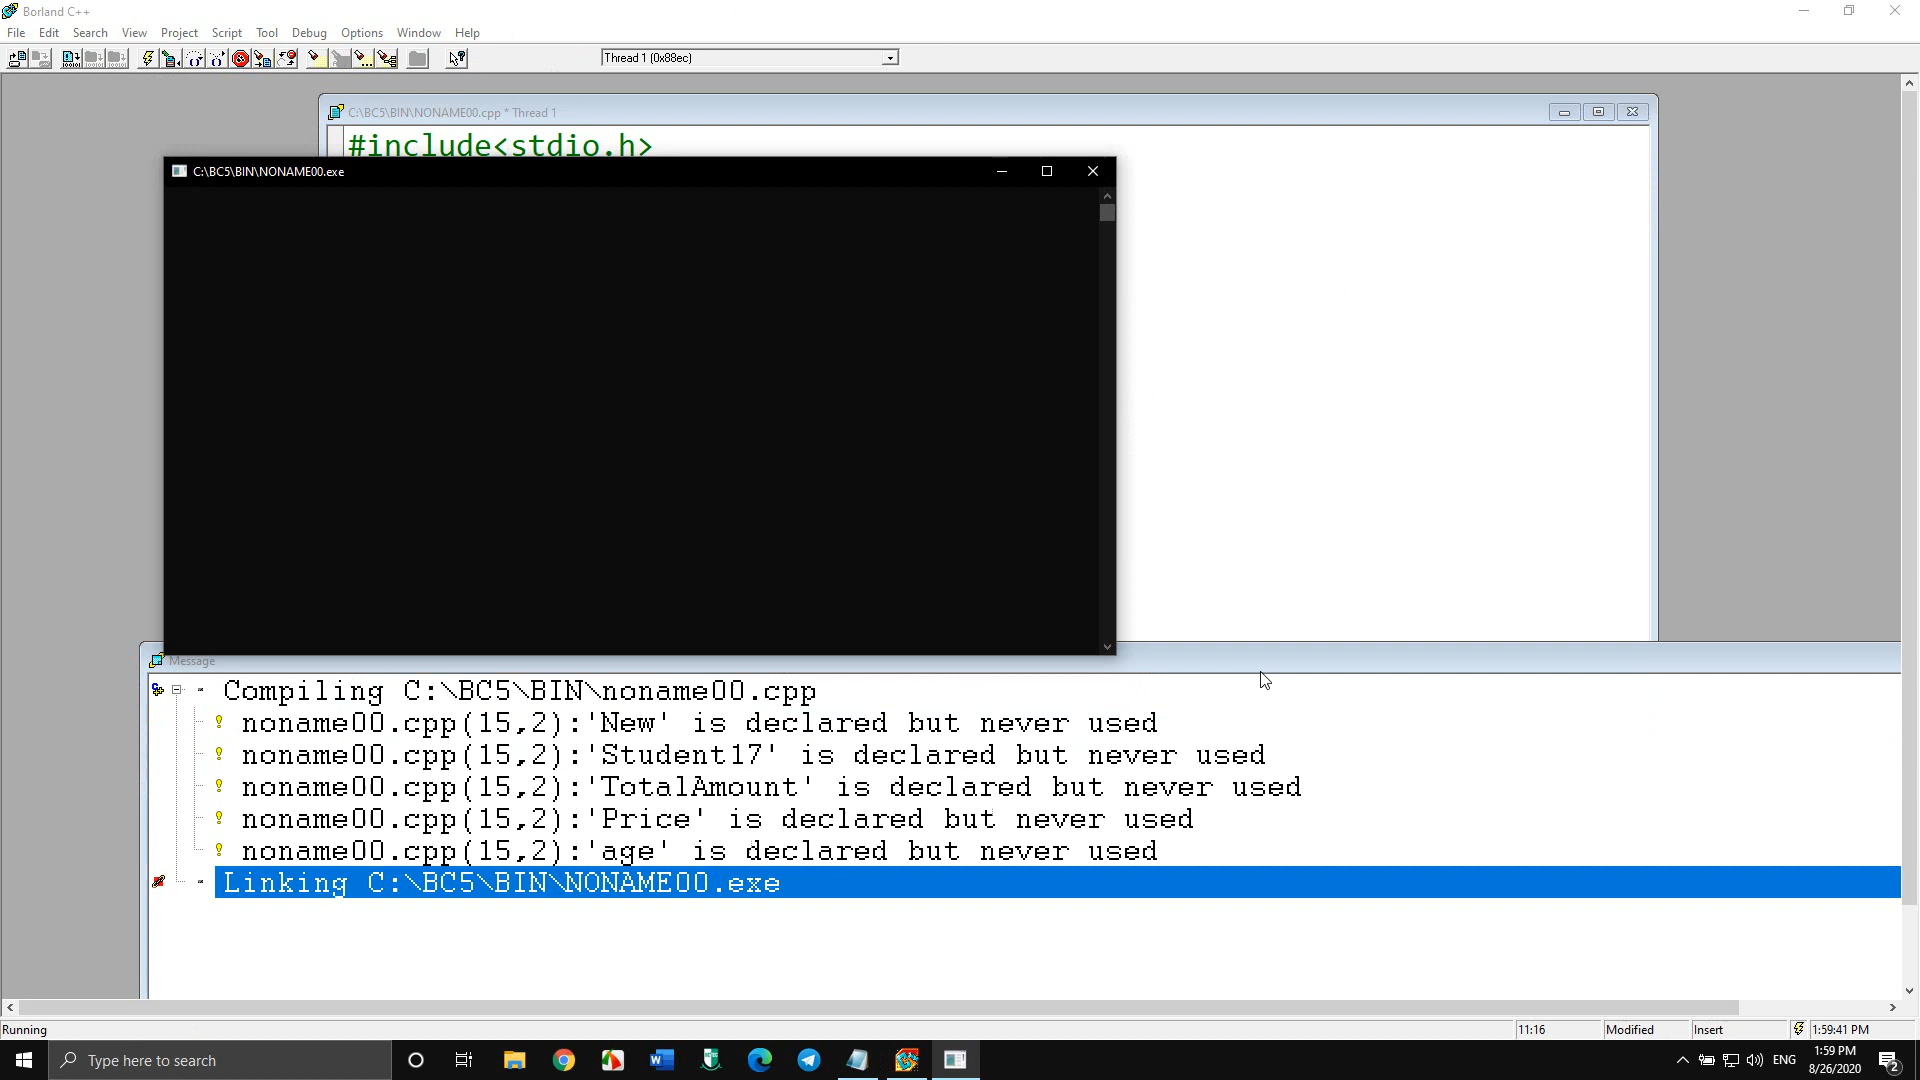 Borland C++
File Edit Search View Project Script Tool Debug Options Window Help
Thread 1 (0x88ec)
C:\BC5\BIN\NONAME00.cpp * Thread 1
#include<stdio.h>
C:\BC5\BIN\NONAME00.exe
Message
Compiling C:\BC5\BIN\noname00.cpp
noname00.cpp(15,2):'New' is declared but never used
noname00.cpp(15,2):'Student17' is declared but never used
noname00.cpp(15,2):'TotalAmount' is declared but never used
noname00.cpp(15,2):'Price' is declared but never used
noname00.cpp(15,2):'age' is declared but never used
Linking C:\BC5\BIN\NONAME00.exe
Running 11:16 Modified Insert 1:59:41 PM
Type here to search
ENG
1:59 PM
8/26/2020
2